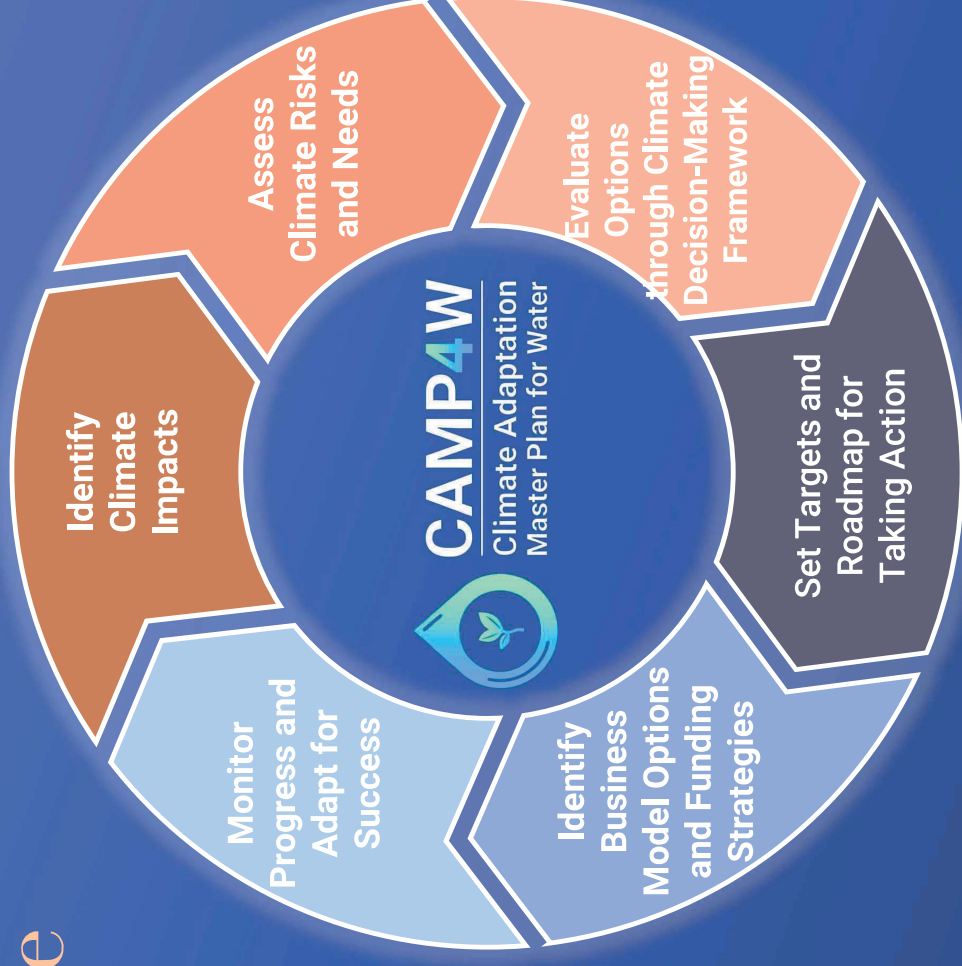 e
CAMP4W
Climate Adaptation
Master Plan for Water
Identify
Climate
Impacts
Assess
Climate Risks
and Needs
Evaluate
Options
through Climate
Decision-Making
Framework
Set Targets and
Roadmap for
Taking Action
Identify
Business
Model Options
and Funding
Strategies
Monitor
Progress and
Adapt for
Success